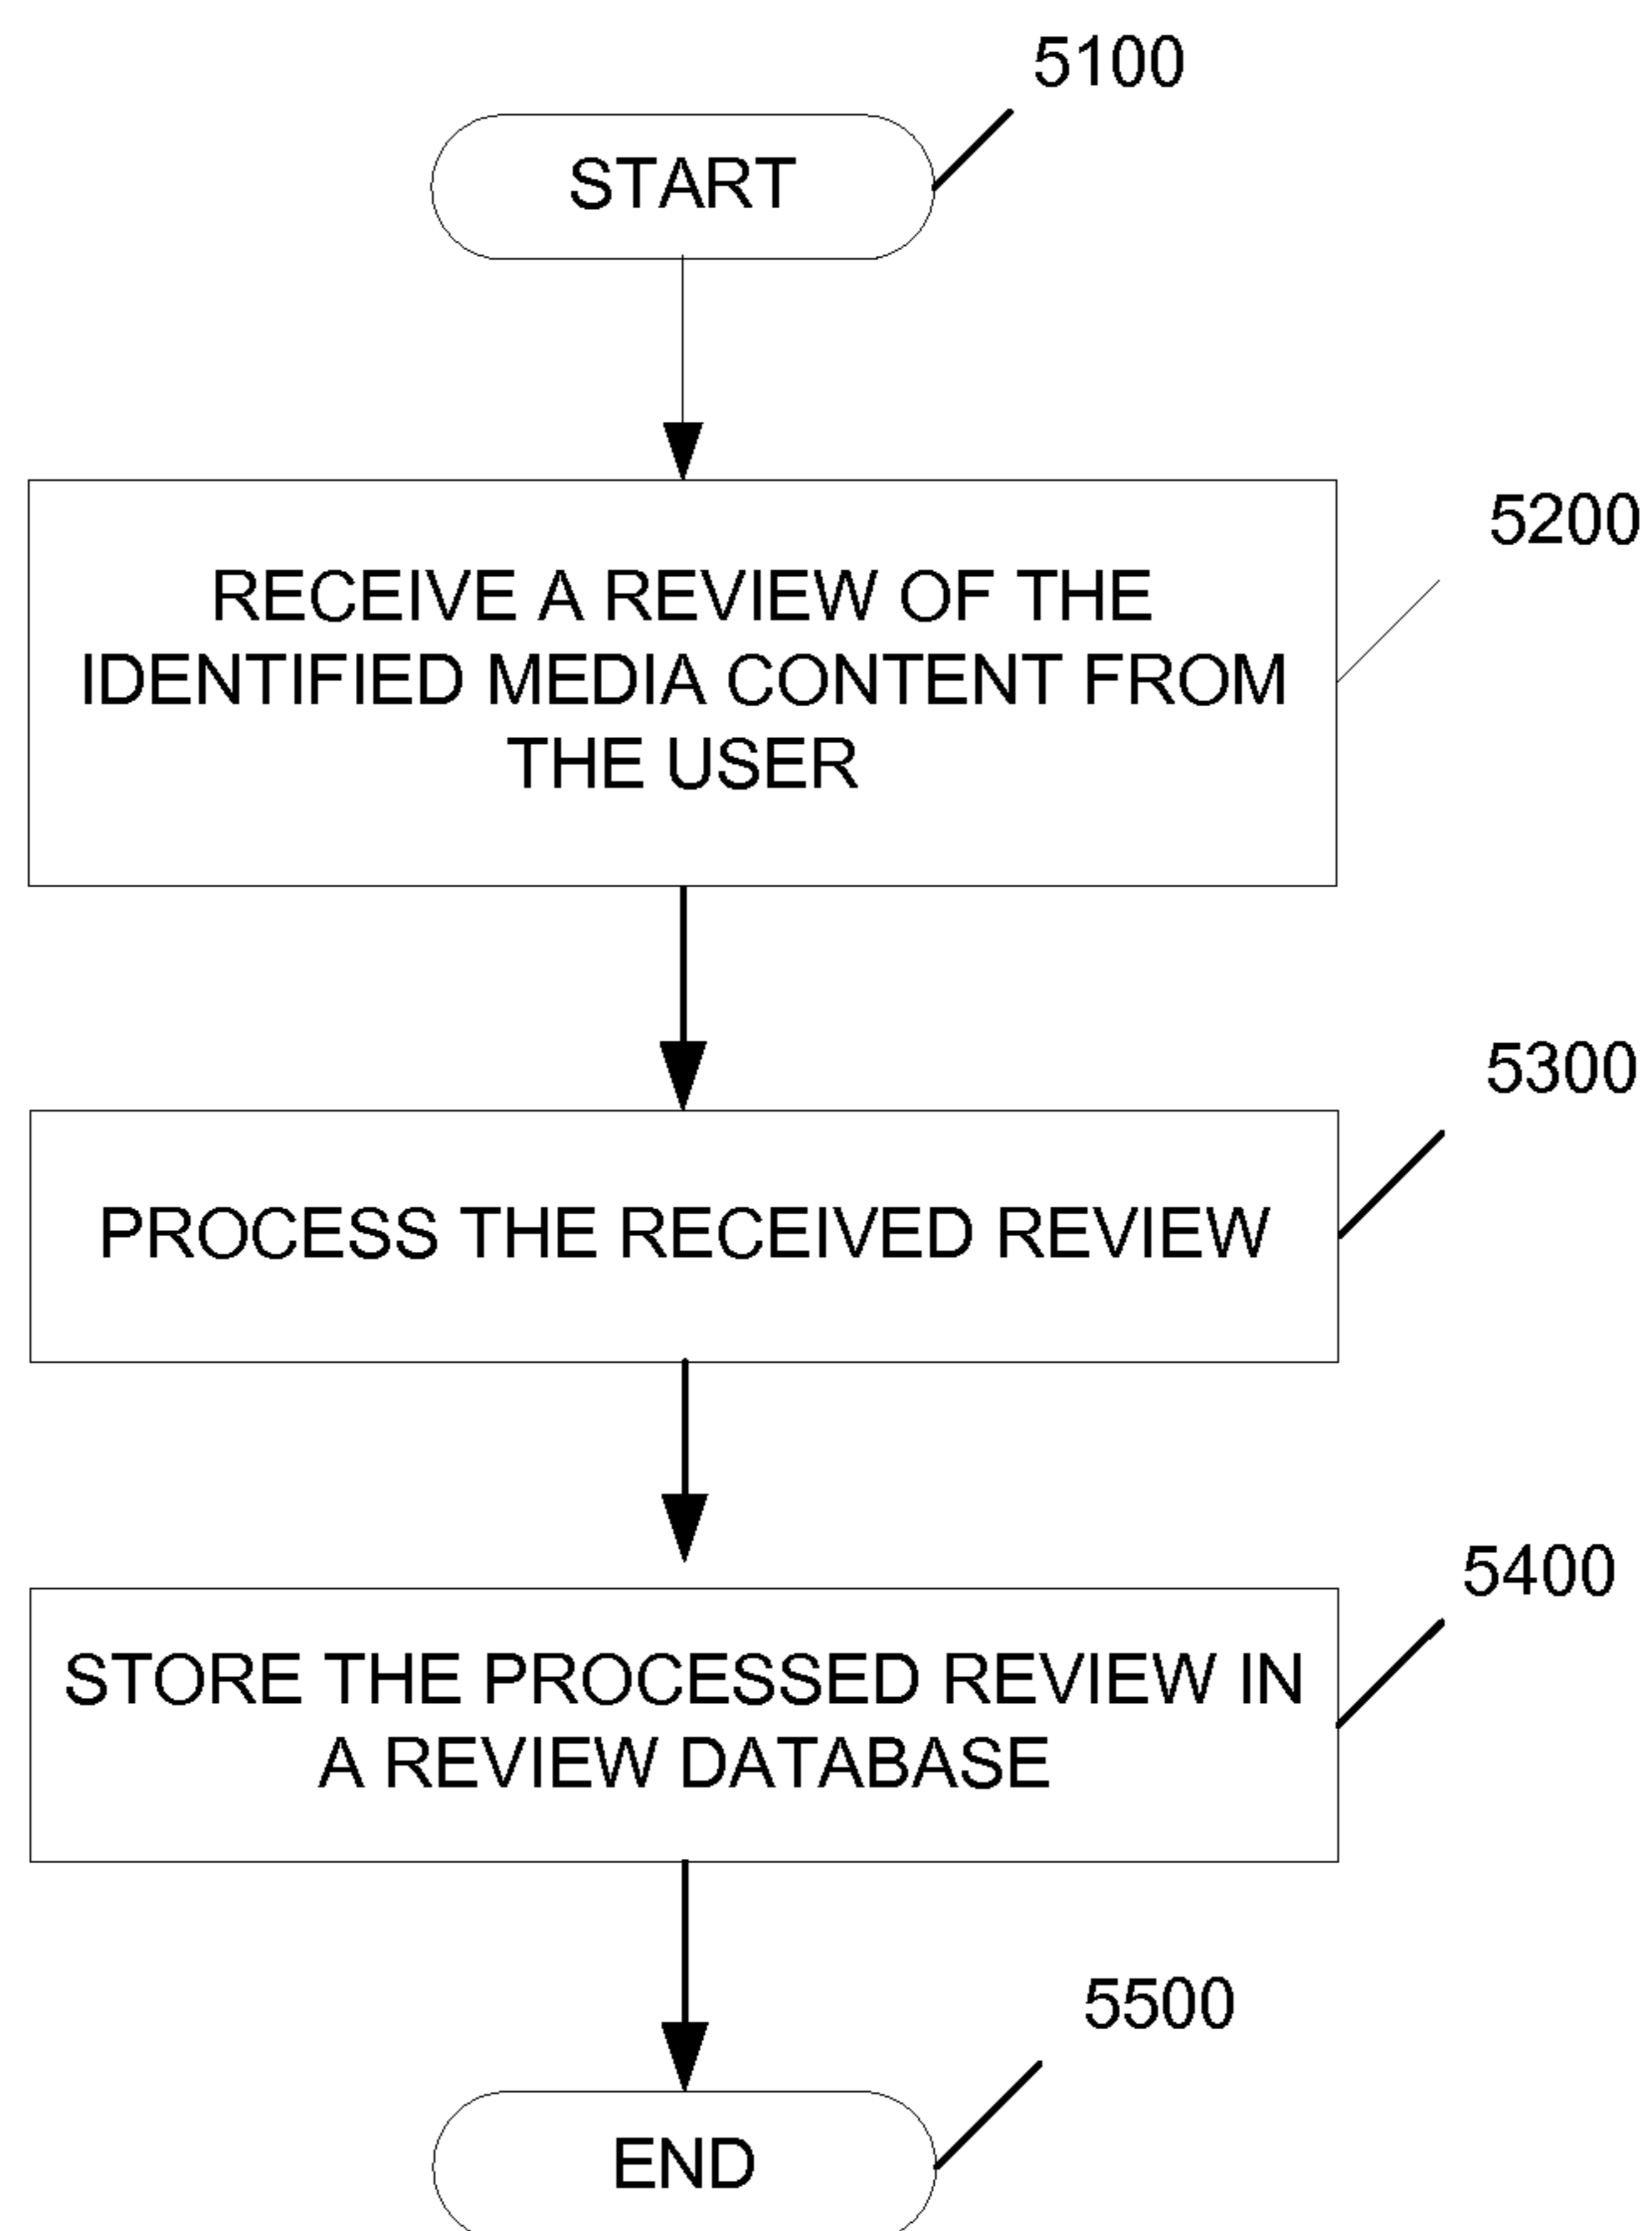 5100
START
5200
RECEIVE A REVIEW OF THE
IDENTIFIED MEDIA CONTENT FROM
THE USER
5300
PROCESS THE RECEIVED REVIEW
5400
STORE THE PROCESSED REVIEW IN
A REVIEW DATABASE
5500
END